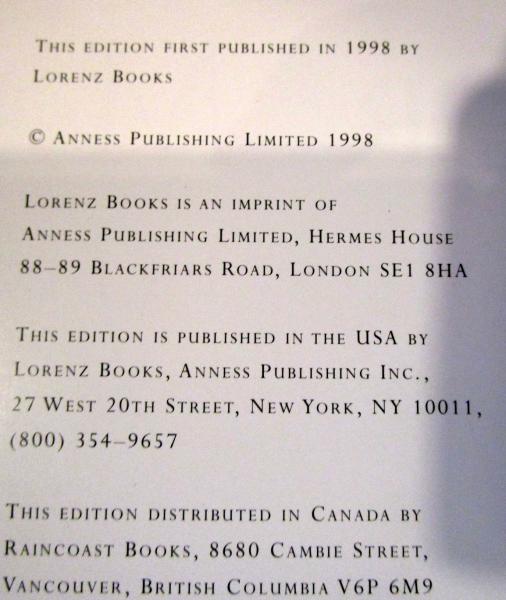 This edition first published in 1998 by
Lorenz Books
© Anness Publishing Limited 1998
Lorenz Books is an imprint of
Anness Publishing Limited, Hermes House
88–89 Blackfriars Road, London SE1 8HA
This edition is published in the USA by
Lorenz Books, Anness Publishing Inc.,
27 West 20th Street, New York, NY 10011,
(800) 354–9657
This edition distributed in Canada by
Raincoast Books, 8680 Cambie Street,
Vancouver, British Columbia V6P 6M9